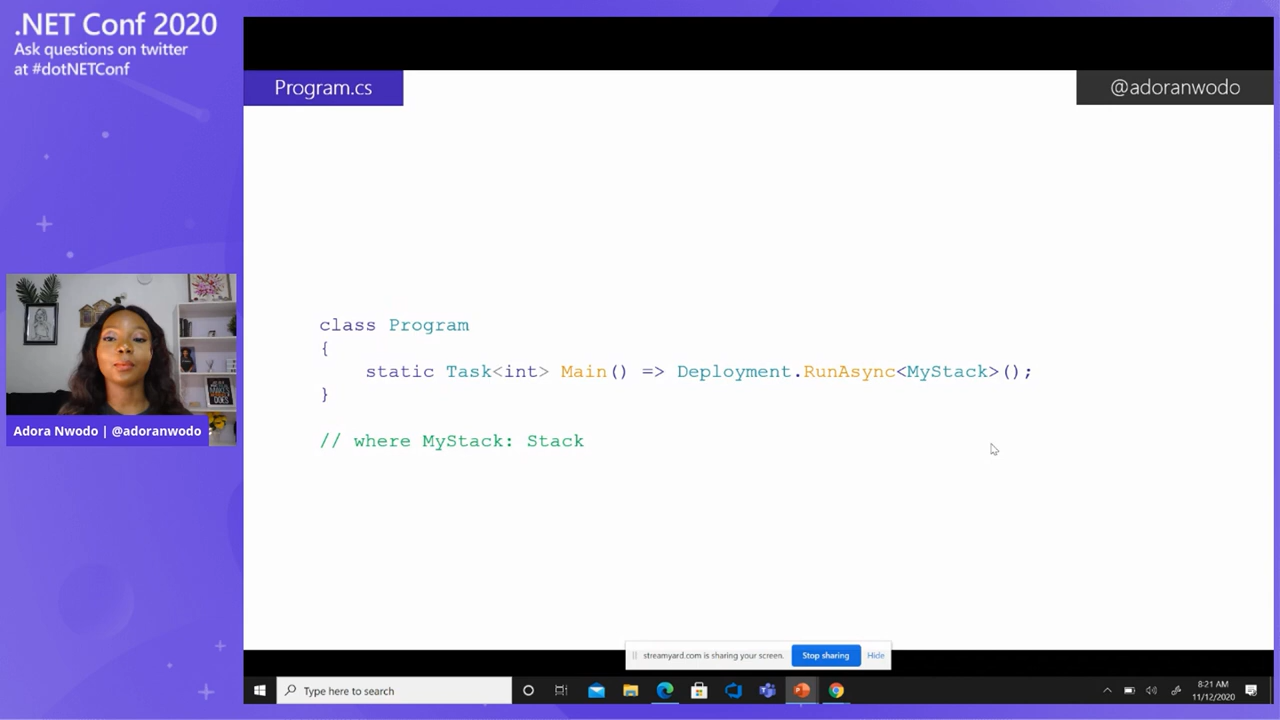 .NET Conf 2020
Ask questions on twitter
at #dotNETConf
Program.cs
@adoranwodo
class Program
{
static Task<int> Main() => Deployment.RunAsync<MyStack>();
}
// where MyStack: Stack
Adora Nwodo | @adoranwodo
streamyard.com is sharing your screen.
Stop sharing
Hide
Type here to search
8:21 AM
11/12/2020